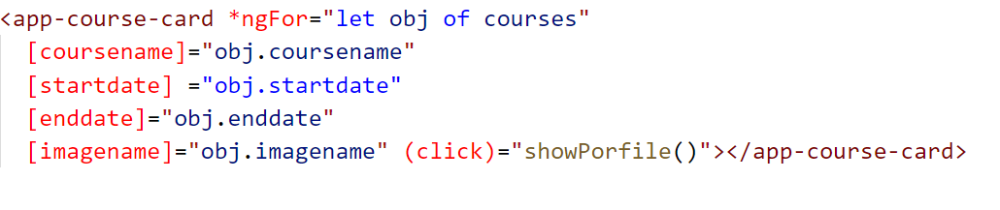 <app-course-card *ngFor="let obj of courses"
[coursename]="obj.coursename"
[startdate] ="obj.startdate"
[enddate]="obj.enddate"
[imagename]="obj.imagename" (click)="showPorfile()"></app-course-card>